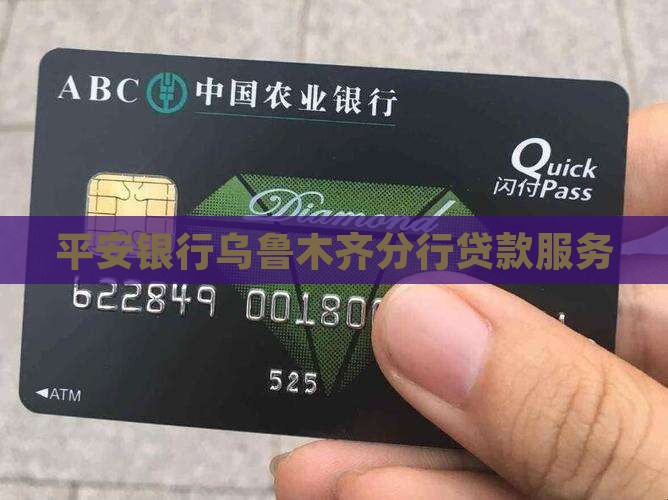 ABC 中国农业银行
Quick
闪付Pass
Diamond
平安银行乌鲁木齐分行贷款服务
622849 00180
525
◄ATM